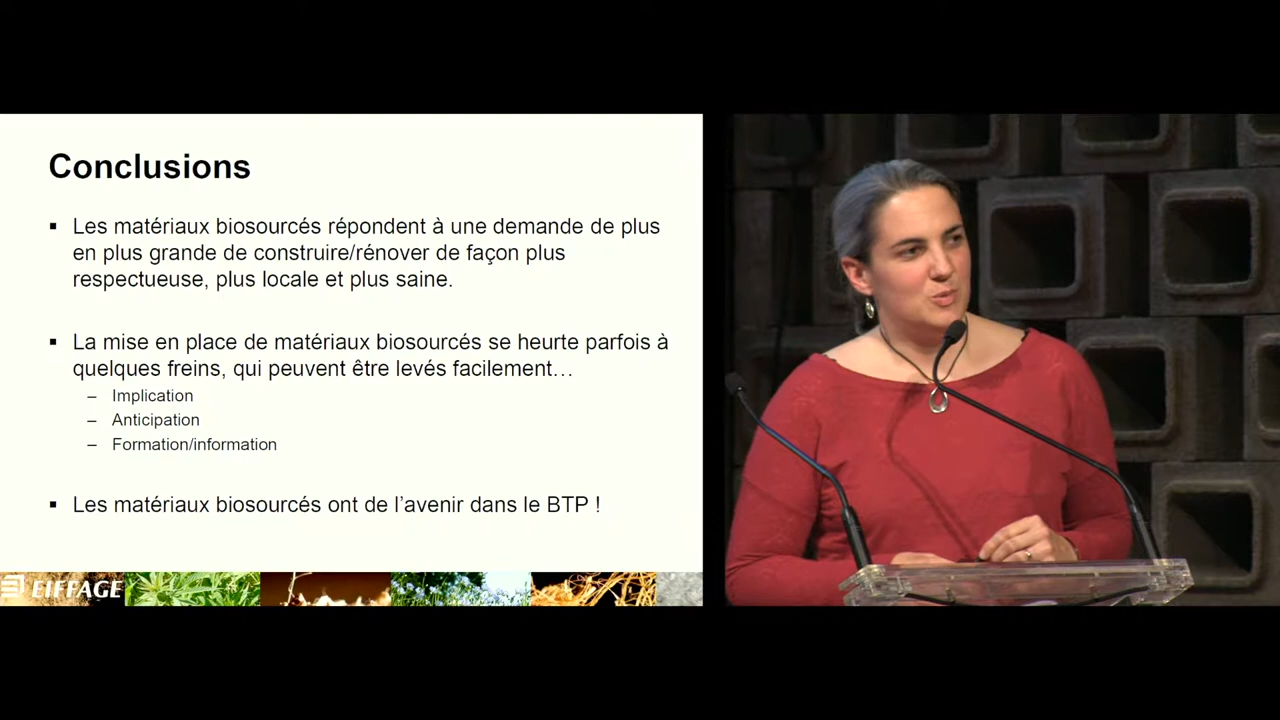 Conclusions
▪ Les matériaux biosourcés répondent à une demande de plus
en plus grande de construire/rénover de façon plus
respectueuse, plus locale et plus saine.
▪ La mise en place de matériaux biosourcés se heurte parfois à
quelques freins, qui peuvent être levés facilement…
– Implication
– Anticipation
– Formation/information
▪ Les matériaux biosourcés ont de l’avenir dans le BTP !
EIFFAGE